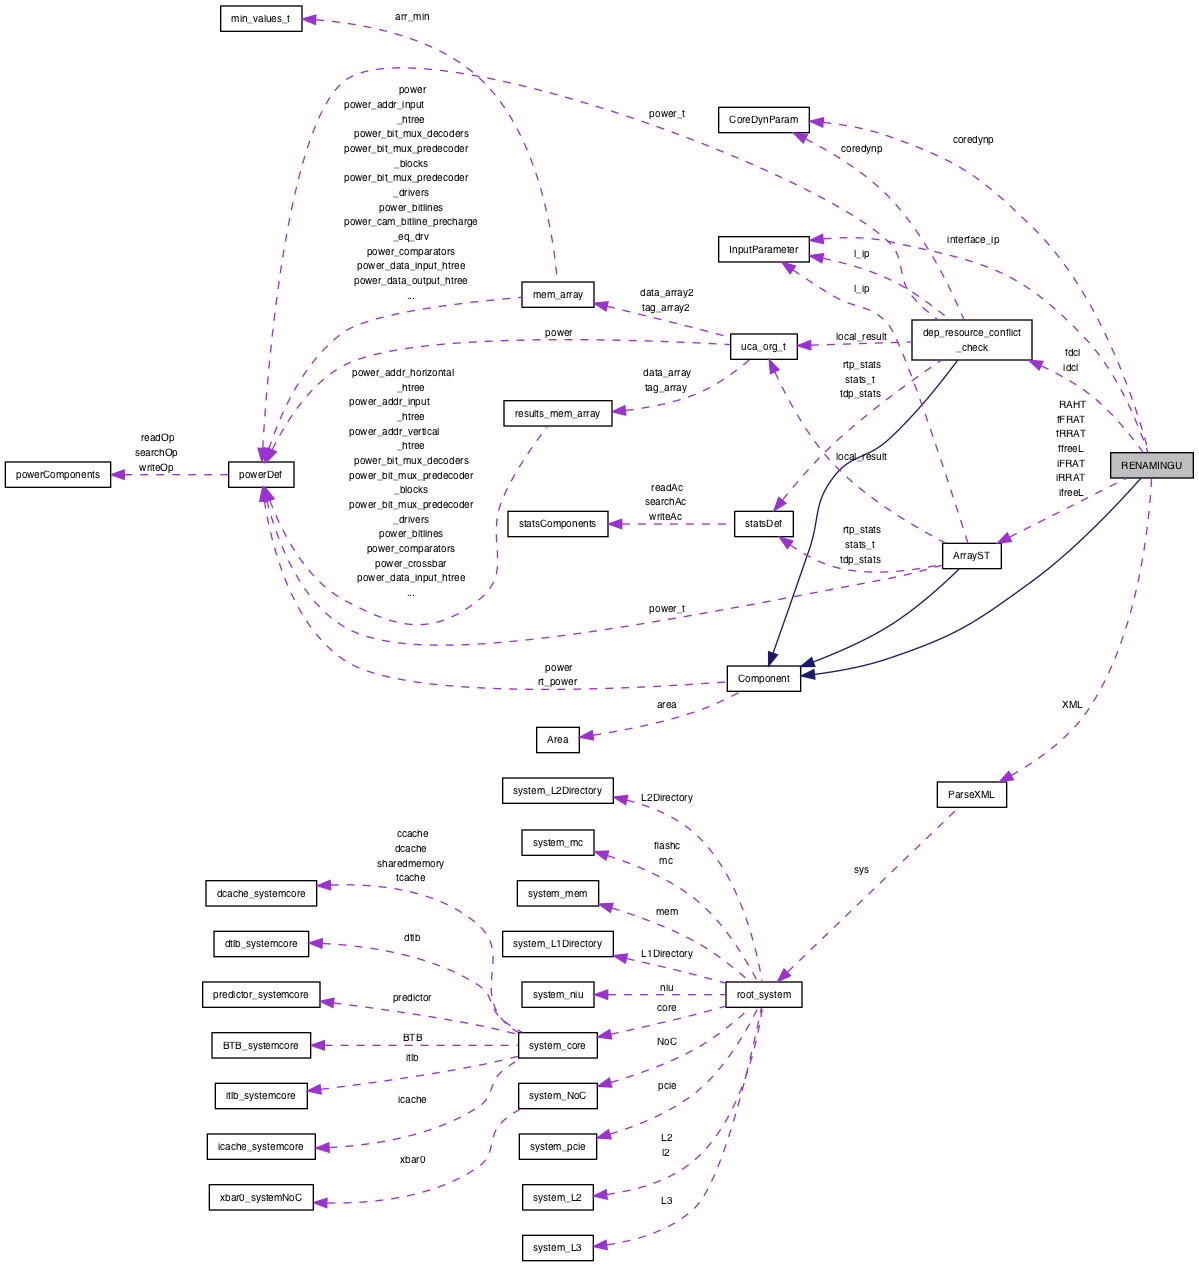 min_values_t
arr_min
power
power_addr_input
_htree
power_bit_mux_decoders
power_bit_mux_predecoder
_blocks
power_bit_mux_predecoder
_drivers
power_bitlines
power_cam_bitline_precharge
_eq_drv
power_comparators
power_data_input_htree
power_data_output_htree
...
power_t
CoreDynParam
coredynp
coredynp
InputParameter
interface_ip
l_ip
l_ip
mem_array
data_array2
tag_array2
uca_org_t
local_result
dep_resource_conflict
_check
fdcl
idcl
power
power_addr_horizontal
_htree
power_addr_input
_htree
power_addr_vertical
_htree
power_bit_mux_decoders
power_bit_mux_predecoder
_blocks
power_bit_mux_predecoder
_drivers
power_bitlines
power_comparators
power_crossbar
power_data_input_htree
...
data_array
tag_array
results_mem_array
rtp_stats
stats_t
tdp_stats
RAHT
fFRAT
fRRAT
ffreeL
iFRAT
iRRAT
ifreeL
RENAMINGU
readOp
searchOp
writeOp
powerComponents
powerDef
local_result
readAc
searchAc
writeAc
statsComponents
statsDef
rtp_stats
stats_t
tdp_stats
ArrayST
power_t
power
rt_power
Component
area
Area
XML
ParseXML
system_L2Directory
L2Directory
ccache
dcache
sharedmemory
tcache
system_mc
flashc
mc
sys
dcache_systemcore
system_mem
mem
dtlb_systemcore
dtlb
system_L1Directory
L1Directory
predictor_systemcore
predictor
system_niu
niu
root_system
core
BTB_systemcore
BTB
system_core
NoC
itlb
itlb_systemcore
icache
system_NoC
pcie
icache_systemcore
xbar0
system_pcie
L2
l2
xbar0_systemNoC
system_L2
L3
system_L3